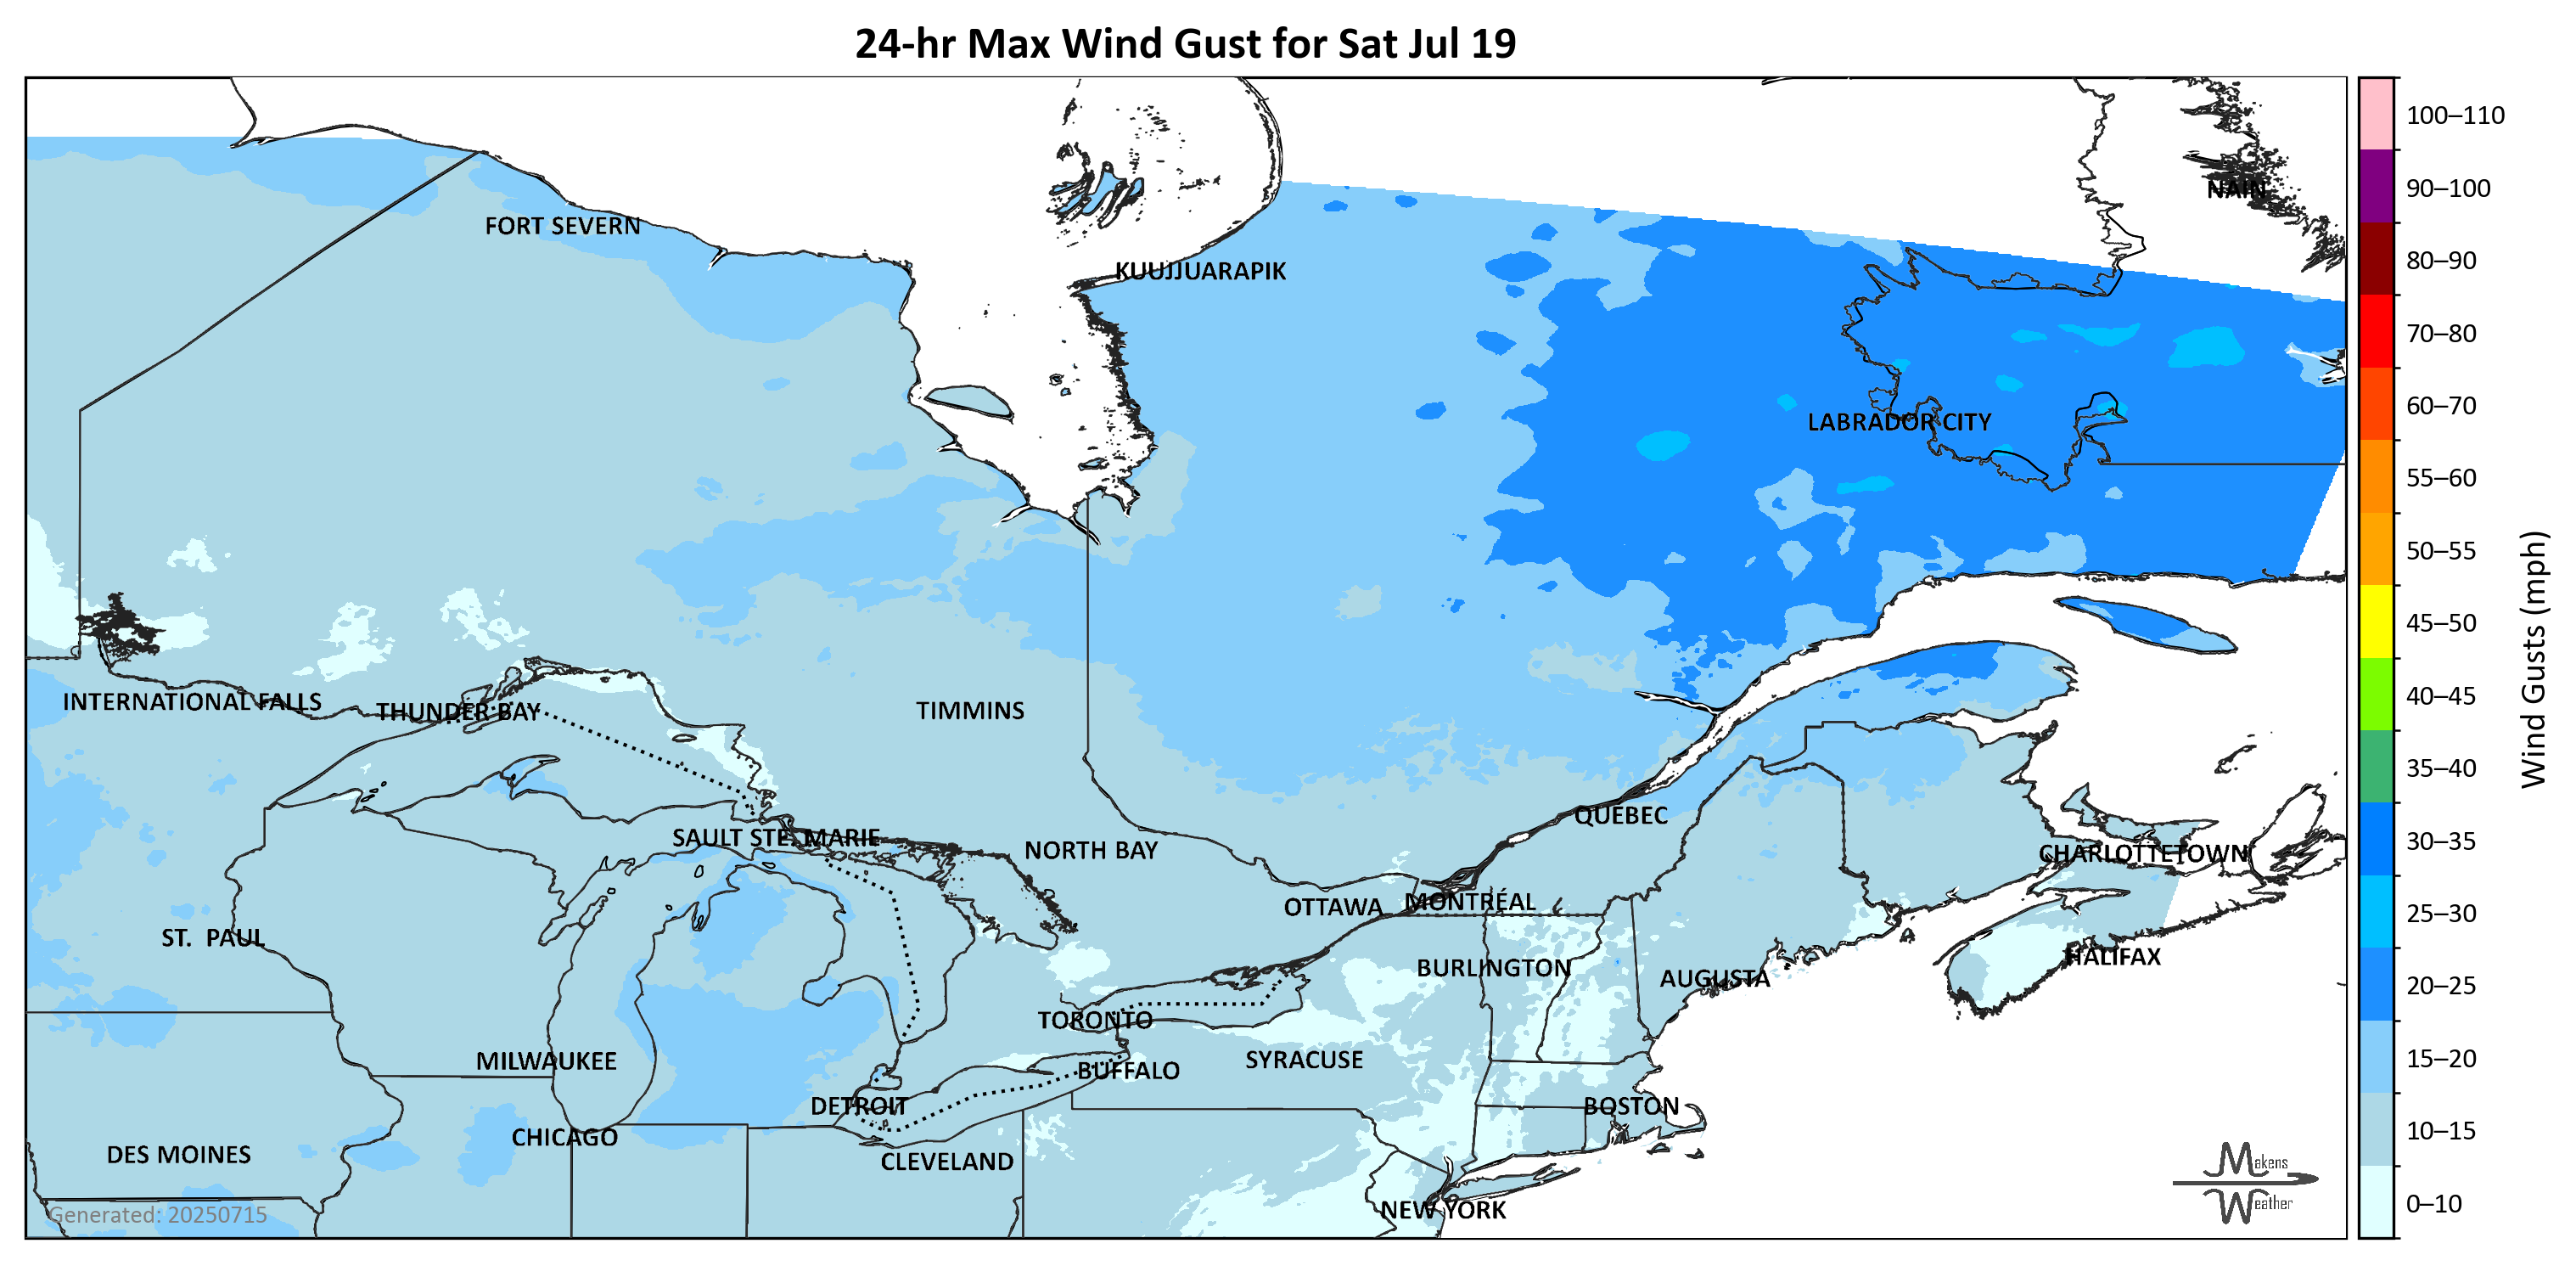 24-hr Max Wind Gust for Sat Jul 19
NAIN
FORT SEVERN
KUUJJUARAPIK
LABRADOR CITY
INTERNATIONAL FALLS
THUNDER BAY
TIMMINS
QUEBEC
SAULT STE. MARIE
NORTH BAY
CHARLOTTETOWN
OTTAWA
MONTRÉAL
ST. PAUL
HALIFAX
BURLINGTON
AUGUSTA
TORONTO
MILWAUKEE
BUFFALO
SYRACUSE
DETROIT
BOSTON
CHICAGO
DES MOINES
CLEVELAND
NEW YORK
Generated: 20250715
Makens
Weather
100–110
90–100
80–90
70–80
60–70
55–60
50–55
45–50
40–45
35–40
30–35
25–30
20–25
15–20
10–15
0–10
Wind Gusts (mph)